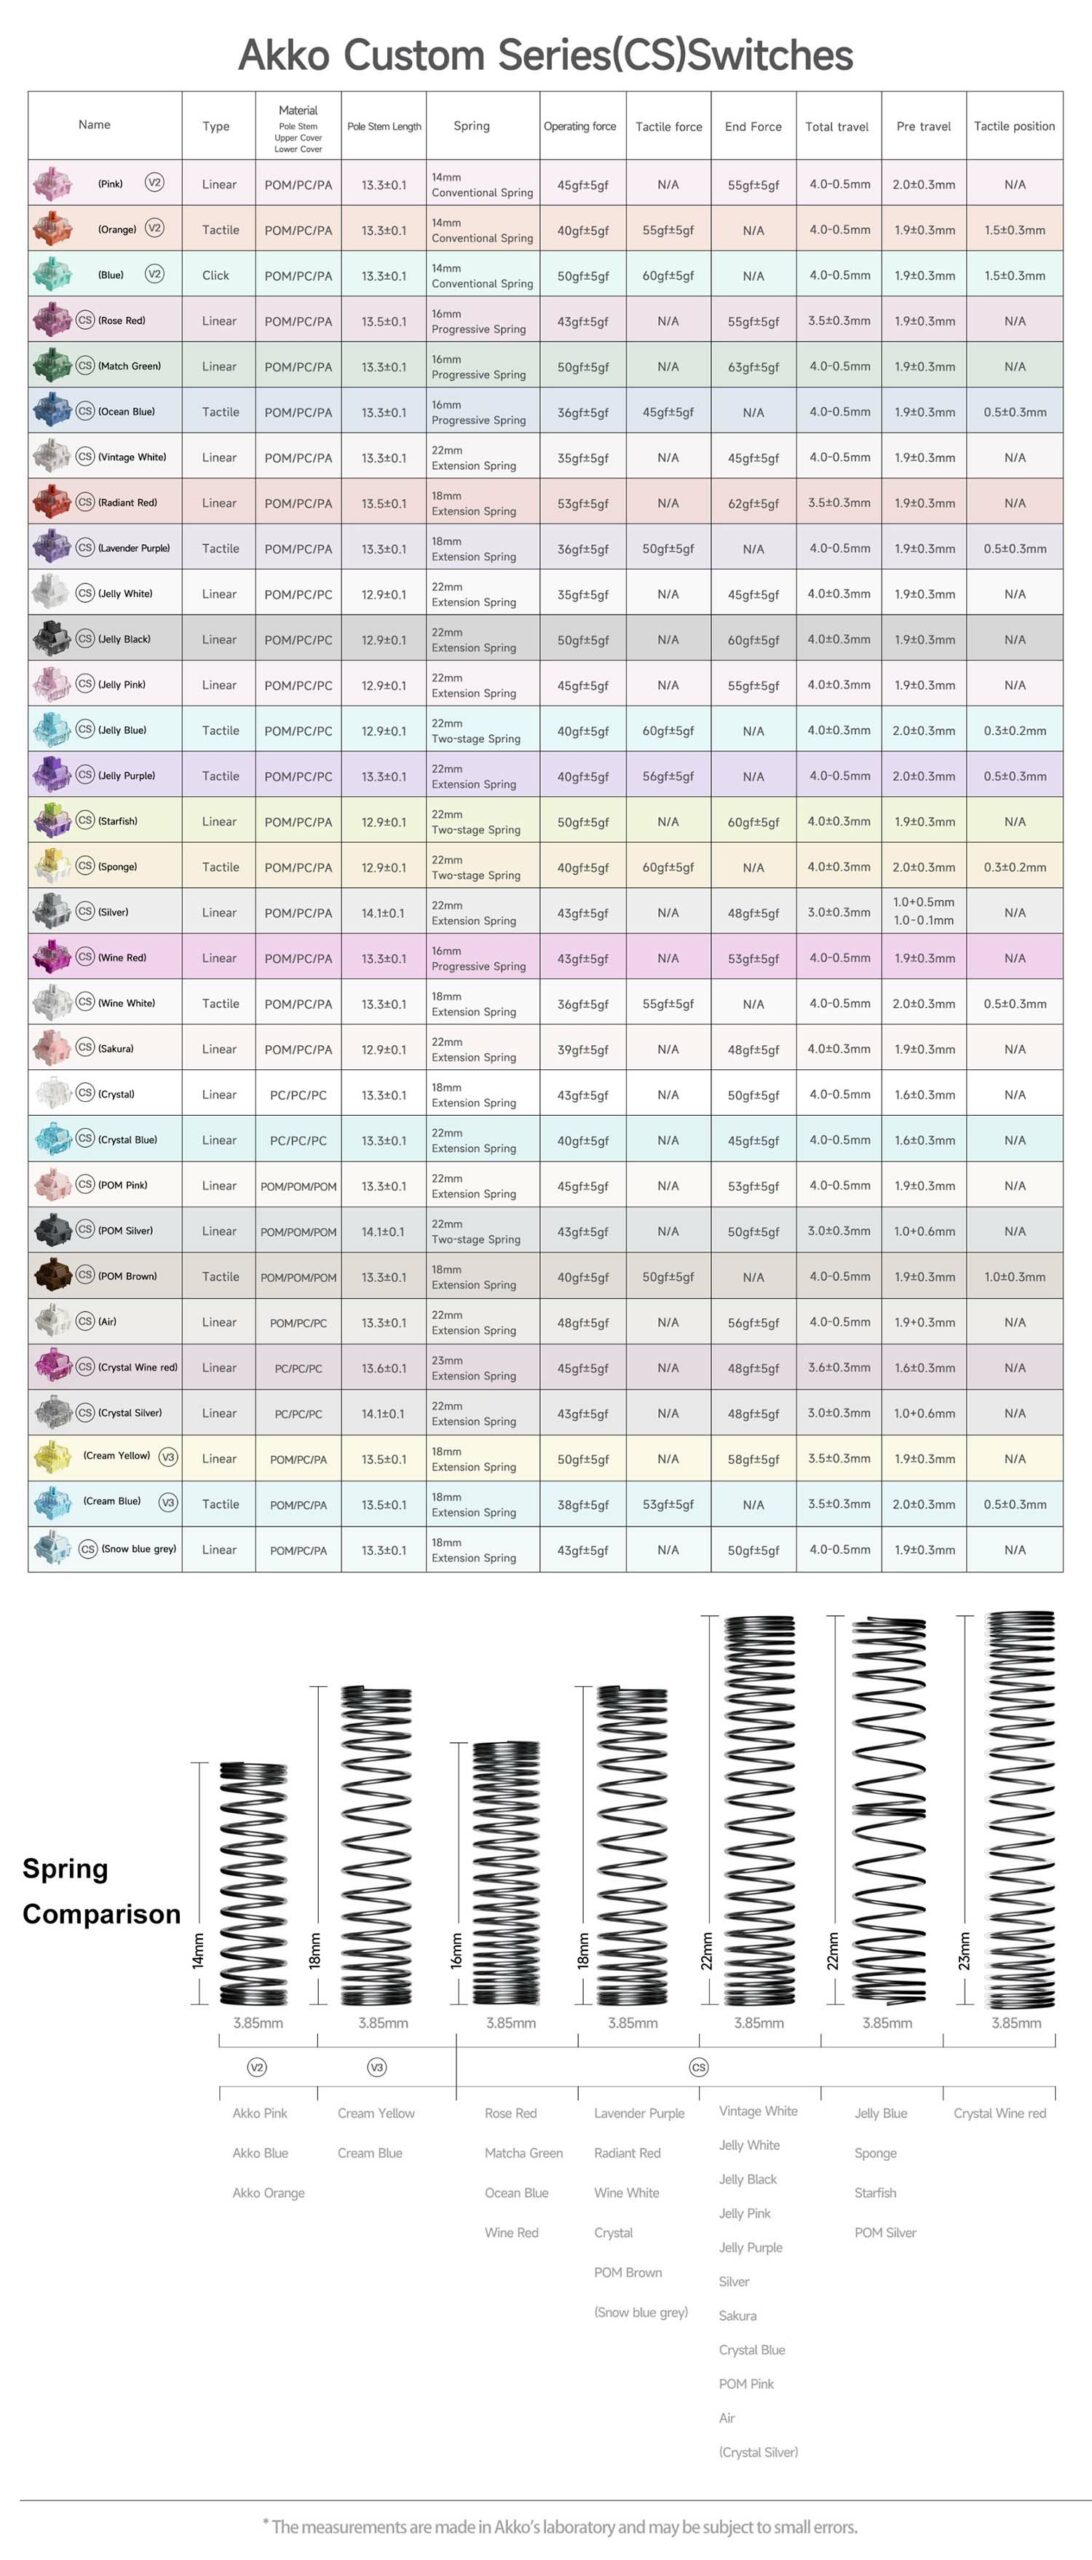 Akko Custom Series(CS)Switches
Name Type Material Pole Stem Upper Cover Lower Cover Pole Stem Length Spring Operating force Tactile force End Force Total travel Pre travel Tactile position
(Pink) V2 Linear POM/PC/PA 13.3±0.1 14mm Conventional Spring 45gf±5gf N/A 55gf±5gf 4.0-0.5mm 2.0±0.3mm N/A
(Orange) V2 Tactile POM/PC/PA 13.3±0.1 14mm Conventional Spring 40gf±5gf 55gf±5gf N/A 4.0-0.5mm 1.9±0.3mm 1.5±0.3mm
(Blue) V2 Click POM/PC/PA 13.3±0.1 14mm Conventional Spring 50gf±5gf 60gf±5gf N/A 4.0-0.5mm 1.9±0.3mm 1.5±0.3mm
CS (Rose Red) Linear POM/PC/PA 13.5±0.1 16mm Progressive Spring 43gf±5gf N/A 55gf±5gf 3.5±0.3mm 1.9±0.3mm N/A
CS (Match Green) Linear POM/PC/PA 13.3±0.1 16mm Progressive Spring 50gf±5gf N/A 63gf±5gf 4.0-0.5mm 1.9±0.3mm N/A
CS (Ocean Blue) Tactile POM/PC/PA 13.3±0.1 16mm Progressive Spring 36gf±5gf 45gf±5gf N/A 4.0-0.5mm 1.9±0.3mm 0.5±0.3mm
CS (Vintage White) Linear POM/PC/PA 13.3±0.1 22mm Extension Spring 35gf±5gf N/A 45gf±5gf 4.0-0.5mm 1.9±0.3mm N/A
CS (Radiant Red) Linear POM/PC/PA 13.5±0.1 18mm Extension Spring 53gf±5gf N/A 62gf±5gf 3.5±0.3mm 1.9±0.3mm N/A
CS (Lavender Purple) Tactile POM/PC/PA 13.3±0.1 18mm Extension Spring 36gf±5gf 50gf±5gf N/A 4.0-0.5mm 1.9±0.3mm 0.5±0.3mm
CS (Jelly White) Linear POM/PC/PC 12.9±0.1 22mm Extension Spring 35gf±5gf N/A 45gf±5gf 4.0±0.3mm 1.9±0.3mm N/A
CS (Jelly Black) Linear POM/PC/PC 12.9±0.1 22mm Extension Spring 50gf±5gf N/A 60gf±5gf 4.0±0.3mm 1.9±0.3mm N/A
CS (Jelly Pink) Linear POM/PC/PC 12.9±0.1 22mm Extension Spring 45gf±5gf N/A 55gf±5gf 4.0±0.3mm 1.9±0.3mm N/A
CS (Jelly Blue) Tactile POM/PC/PC 12.9±0.1 22mm Two-stage Spring 40gf±5gf 60gf±5gf N/A 4.0±0.3mm 2.0±0.3mm 0.3±0.2mm
CS (Jelly Purple) Tactile POM/PC/PC 13.3±0.1 22mm Extension Spring 40gf±5gf 56gf±5gf N/A 4.0-0.5mm 2.0±0.3mm 0.5±0.3mm
CS (Starfish) Linear POM/PC/PA 12.9±0.1 22mm Two-stage Spring 50gf±5gf N/A 60gf±5gf 4.0±0.3mm 1.9±0.3mm N/A
CS (Sponge) Tactile POM/PC/PA 12.9±0.1 22mm Two-stage Spring 40gf±5gf 60gf±5gf N/A 4.0±0.3mm 2.0±0.3mm 0.3±0.2mm
CS (Silver) Linear POM/PC/PA 14.1±0.1 22mm Extension Spring 43gf±5gf N/A 48gf±5gf 3.0±0.3mm 1.0+0.5mm 1.0-0.1mm N/A
CS (Wine Red) Linear POM/PC/PA 13.3±0.1 16mm Progressive Spring 43gf±5gf N/A 53gf±5gf 4.0-0.5mm 1.9±0.3mm N/A
CS (Wine White) Tactile POM/PC/PA 13.3±0.1 18mm Extension Spring 36gf±5gf 55gf±5gf N/A 4.0-0.5mm 2.0±0.3mm 0.5±0.3mm
CS (Sakura) Linear POM/PC/PA 12.9±0.1 22mm Extension Spring 39gf±5gf N/A 48gf±5gf 4.0±0.3mm 1.9±0.3mm N/A
CS (Crystal) Linear PC/PC/PC 13.3±0.1 18mm Extension Spring 43gf±5gf N/A 50gf±5gf 4.0-0.5mm 1.6±0.3mm N/A
CS (Crystal Blue) Linear PC/PC/PC 13.3±0.1 22mm Extension Spring 40gf±5gf N/A 45gf±5gf 4.0-0.5mm 1.6±0.3mm N/A
CS (POM Pink) Linear POM/POM/POM 13.3±0.1 22mm Extension Spring 45gf±5gf N/A 53gf±5gf 4.0-0.5mm 1.9±0.3mm N/A
CS (POM Silver) Linear POM/POM/POM 14.1±0.1 22mm Two-stage Spring 43gf±5gf N/A 50gf±5gf 3.0±0.3mm 1.0+0.6mm N/A
CS (POM Brown) Tactile POM/POM/POM 13.3±0.1 18mm Extension Spring 40gf±5gf 50gf±5gf N/A 4.0-0.5mm 1.9±0.3mm 1.0±0.3mm
CS (Air) Linear POM/PC/PC 13.3±0.1 22mm Extension Spring 48gf±5gf N/A 56gf±5gf 4.0-0.5mm 1.9+0.3mm N/A
CS (Crystal Wine red) Linear PC/PC/PC 13.6±0.1 23mm Extension Spring 45gf±5gf N/A 48gf±5gf 3.6±0.3mm 1.6±0.3mm N/A
CS (Crystal Silver) Linear PC/PC/PC 14.1±0.1 22mm Extension Spring 43gf±5gf N/A 48gf±5gf 3.0±0.3mm 1.0+0.6mm N/A
(Cream Yellow) V3 Linear POM/PC/PA 13.5±0.1 18mm Extension Spring 50gf±5gf N/A 58gf±5gf 3.5±0.3mm 1.9±0.3mm N/A
(Cream Blue) V3 Tactile POM/PC/PA 13.5±0.1 18mm Extension Spring 38gf±5gf 53gf±5gf N/A 3.5±0.3mm 2.0±0.3mm 0.5±0.3mm
CS (Snow blue grey) Linear POM/PC/PA 13.3±0.1 18mm Extension Spring 43gf±5gf N/A 50gf±5gf 4.0-0.5mm 1.9±0.3mm N/A
Spring
Comparison
14mm 18mm 16mm 18mm 22mm 22mm 23mm
3.85mm 3.85mm 3.85mm 3.85mm 3.85mm 3.85mm 3.85mm
V2 V3 CS
Akko Pink
Akko Blue
Akko Orange
Cream Yellow
Cream Blue
Rose Red
Matcha Green
Ocean Blue
Wine Red
Lavender Purple
Radiant Red
Wine White
Crystal
POM Brown
(Snow blue grey)
Vintage White
Jelly White
Jelly Black
Jelly Pink
Jelly Purple
Silver
Sakura
Crystal Blue
POM Pink
Air
(Crystal Silver)
Jelly Blue
Sponge
Starfish
POM Silver
Crystal Wine red
* The measurements are made in Akko's laboratory and may be subject to small errors.